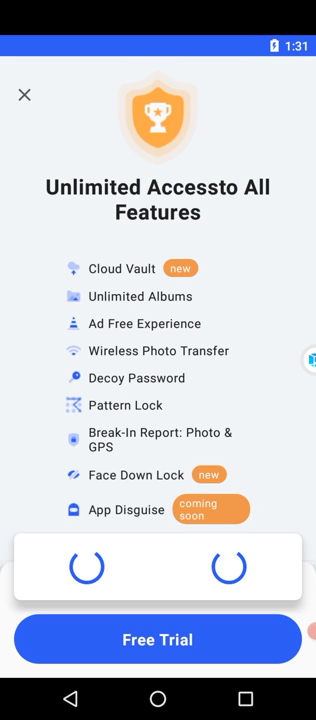 1:31
Unlimited Accessto All
Features
Cloud Vault new
Unlimited Albums
Ad Free Experience
Wireless Photo Transfer
Decoy Password
Pattern Lock
Break-In Report: Photo &
GPS
Face Down Lock new
App Disguise coming
soon
Free Trial